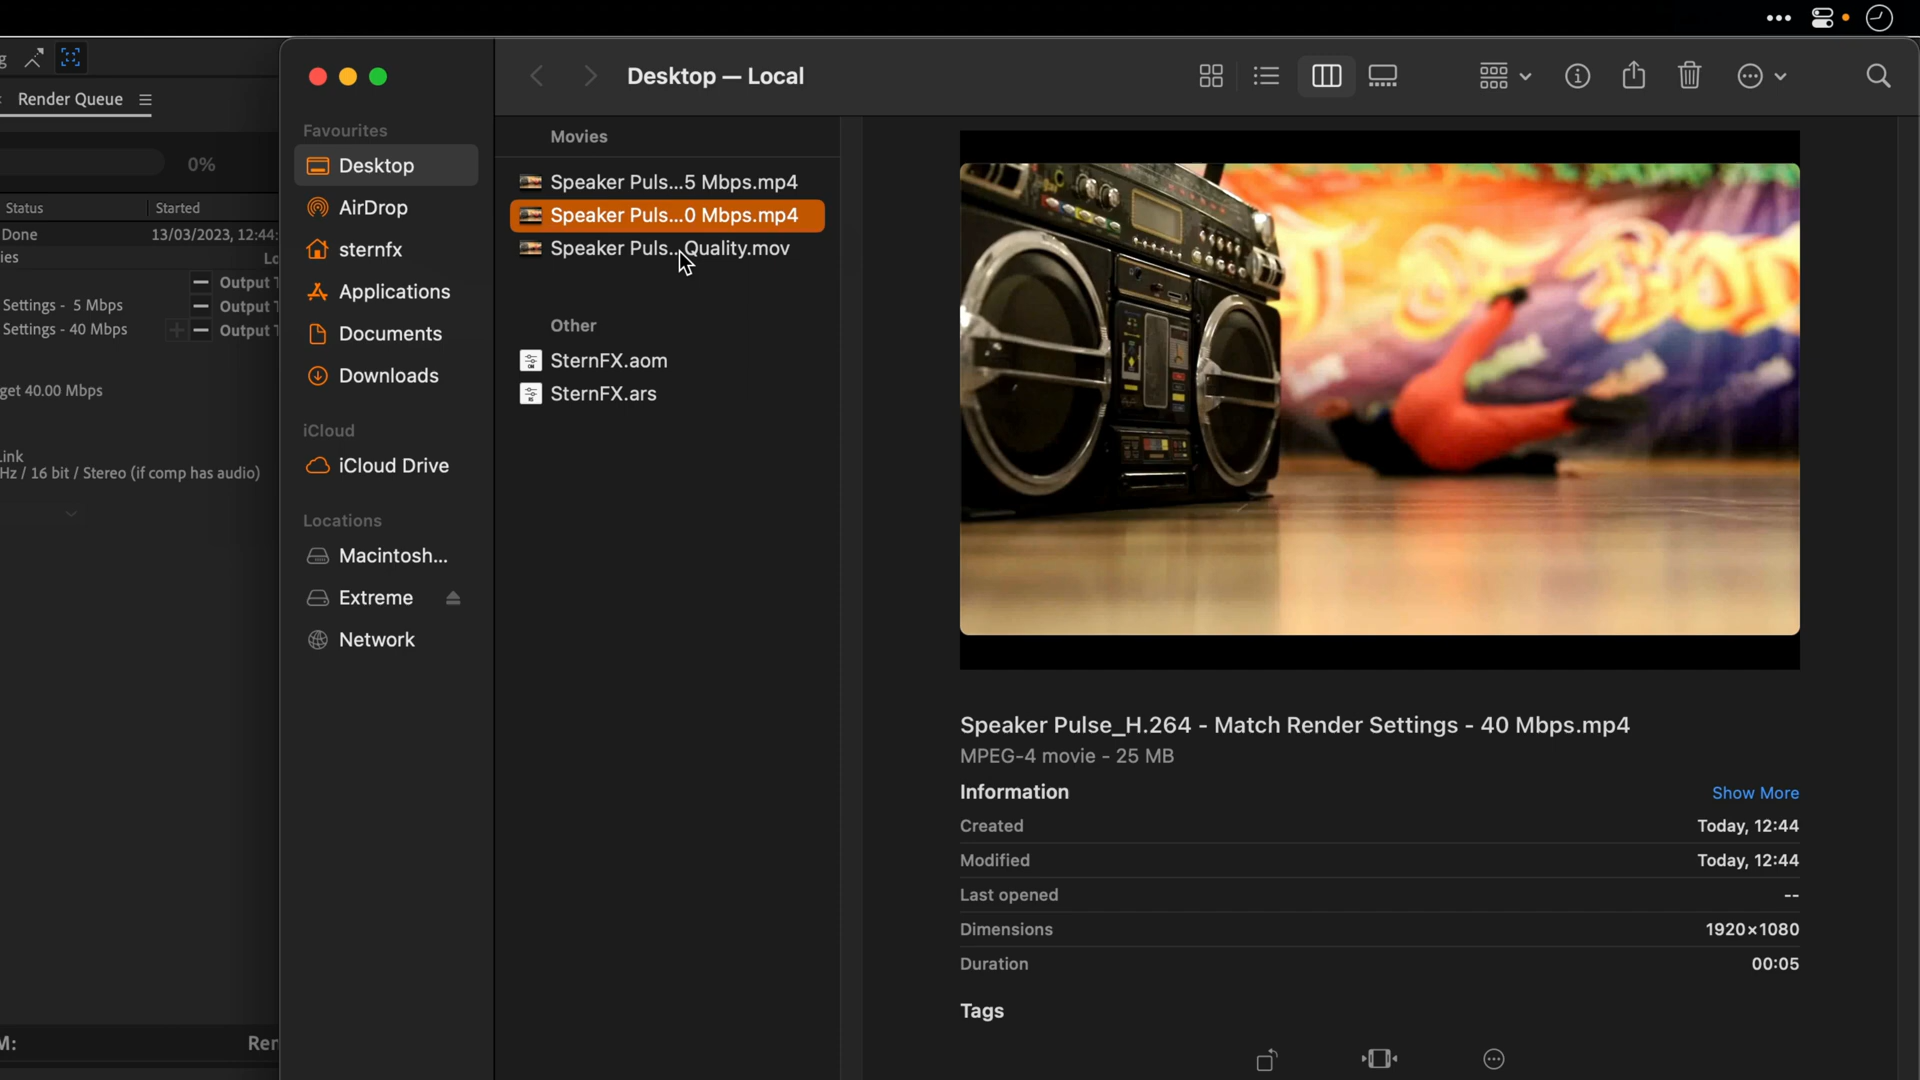 Render Queue
0%
Status
Started
Done
13/03/2023, 12:44:
ies
Output
Settings - 5 Mbps
Output
Settings - 40 Mbps
Output
get 40.00 Mbps
Link
Hz / 16 bit / Stereo (if comp has audio)
M:
Ren
Favourites
Desktop
AirDrop
sternfx
Applications
Documents
Downloads
iCloud
iCloud Drive
Locations
Macintosh...
Extreme
Network
Desktop — Local
Movies
Speaker Puls...5 Mbps.mp4
Speaker Puls...0 Mbps.mp4
Speaker Puls...Quality.mov
Other
SternFX.aom
SternFX.ars
Speaker Pulse_H.264 - Match Render Settings - 40 Mbps.mp4
MPEG-4 movie - 25 MB
Information
Show More
Created
Today, 12:44
Modified
Today, 12:44
Last opened
--
Dimensions
1920×1080
Duration
00:05
Tags